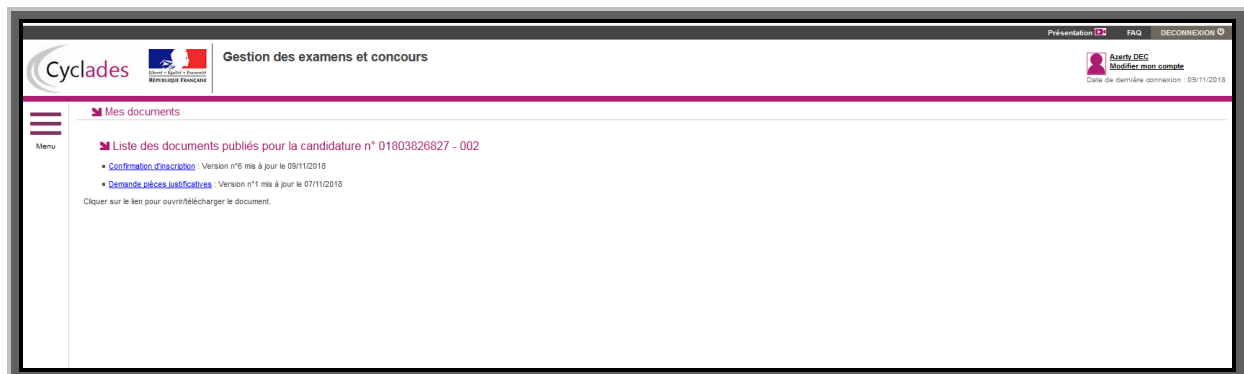 Présentation FAQ DECONNEXION
Cyclades
Liberté • Égalité • Fraternité
RÉPUBLIQUE FRANÇAISE
Gestion des examens et concours
Azerty DEC
Modifier mon compte
Date de dernière connexion : 09/11/2018
Menu
Mes documents
Liste des documents publiés pour la candidature n° 01803826827 - 002
Confirmation d'inscription : Version n°6 mis à jour le 09/11/2018
Demande pièces justificatives : Version n°1 mis à jour le 07/11/2018
Cliquer sur le lien pour ouvrir/télécharger le document.